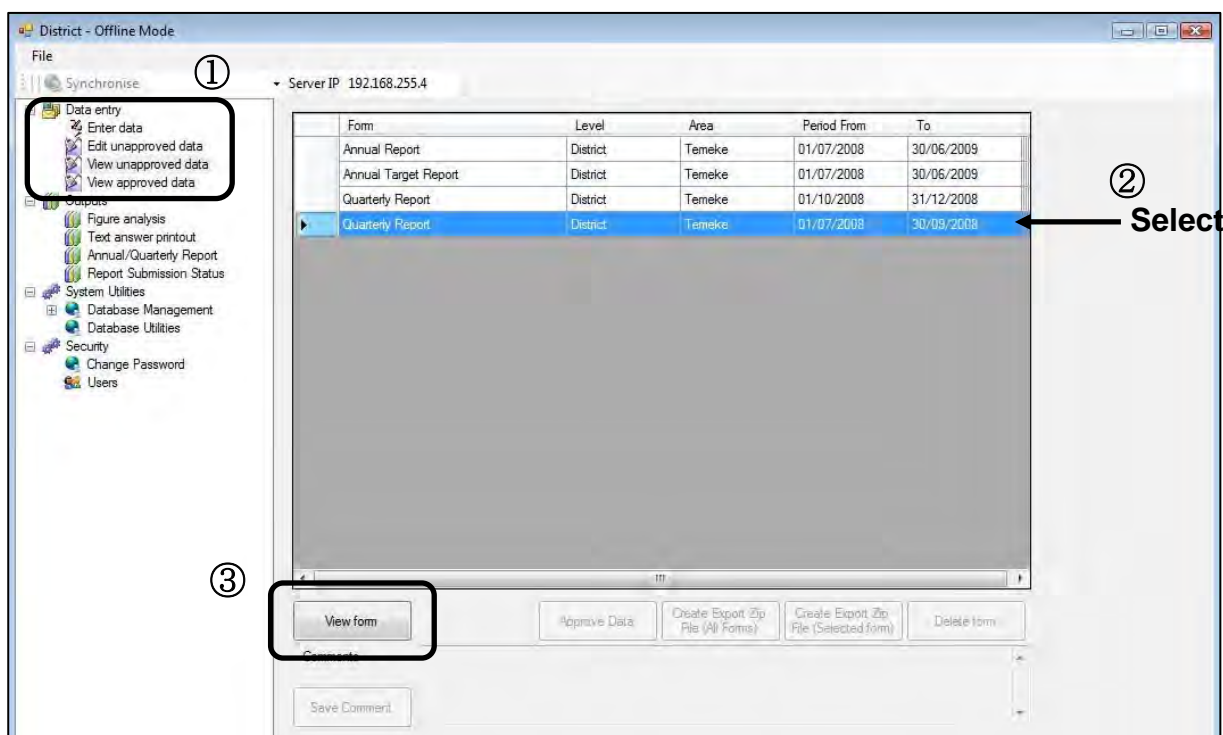 District - Offline Mode
File
Synchronise
①
Server IP 192.168.255.4
Data entry
Enter data
Edit unapproved data
View unapproved data
View approved data
Outputs
Figure analysis
Text answer printout
Annual/Quarterly Report
Report Submission Status
System Utilities
Database Management
Database Utilities
Security
Change Password
Users
Form Level Area Period From To
Annual Report District Temeke 01/07/2008 30/06/2009
Annual Target Report District Temeke 01/07/2008 30/06/2009
Quarterly Report District Temeke 01/10/2008 31/12/2008
Quarterly Report District Temeke 01/07/2008 30/09/2008
②
Select
③
View form
Approve Data
Create Export Zip
File (All Forms)
Create Export Zip
File (Selected form)
Delete form
Comments
Save Comment